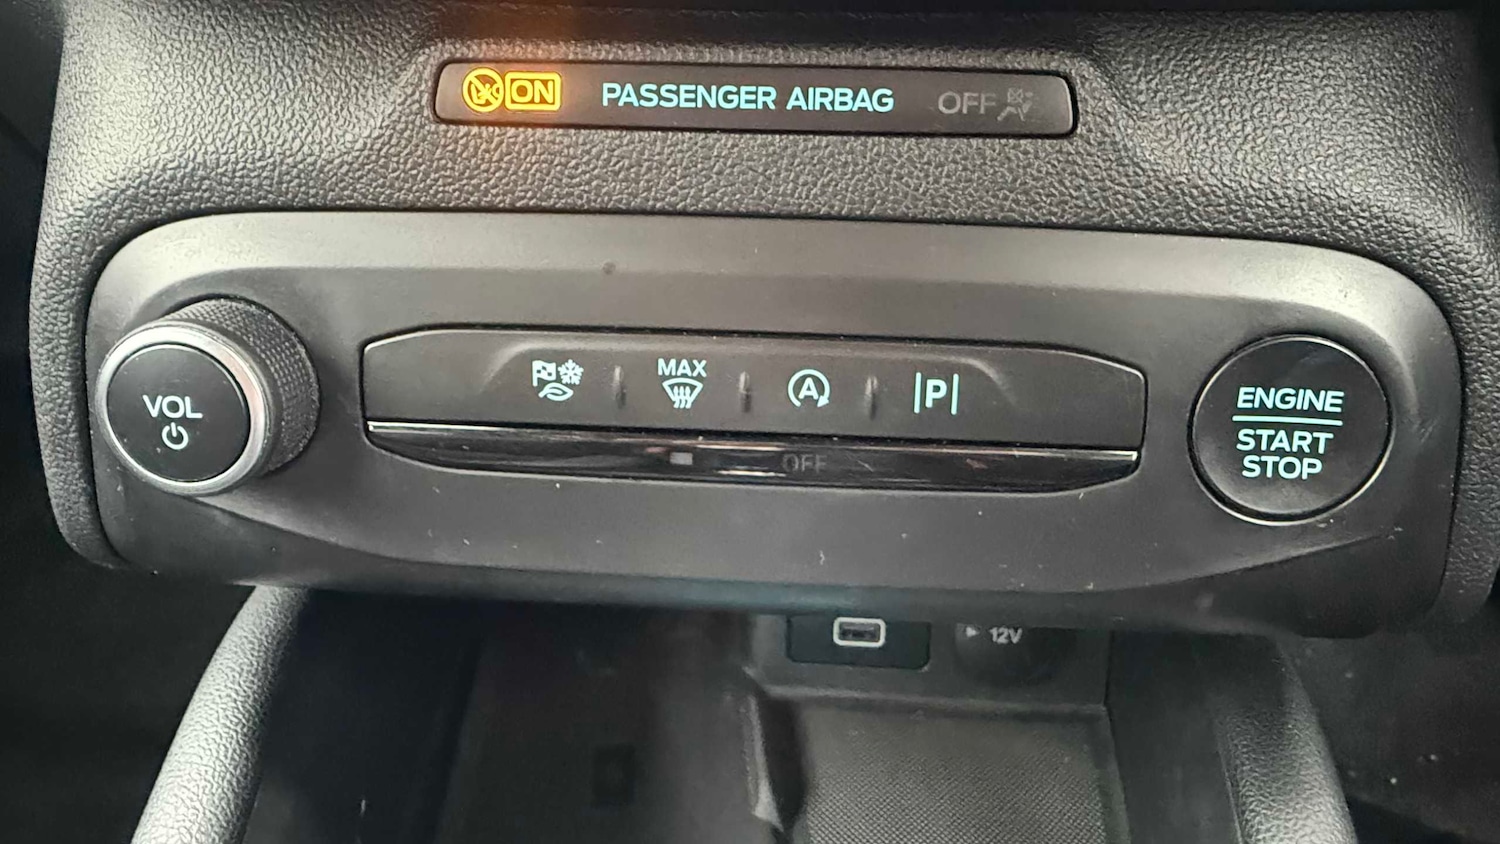 ON PASSENGER AIRBAG OFF
VOL
MAX
A
P
OFF
ENGINE
START
STOP
12V